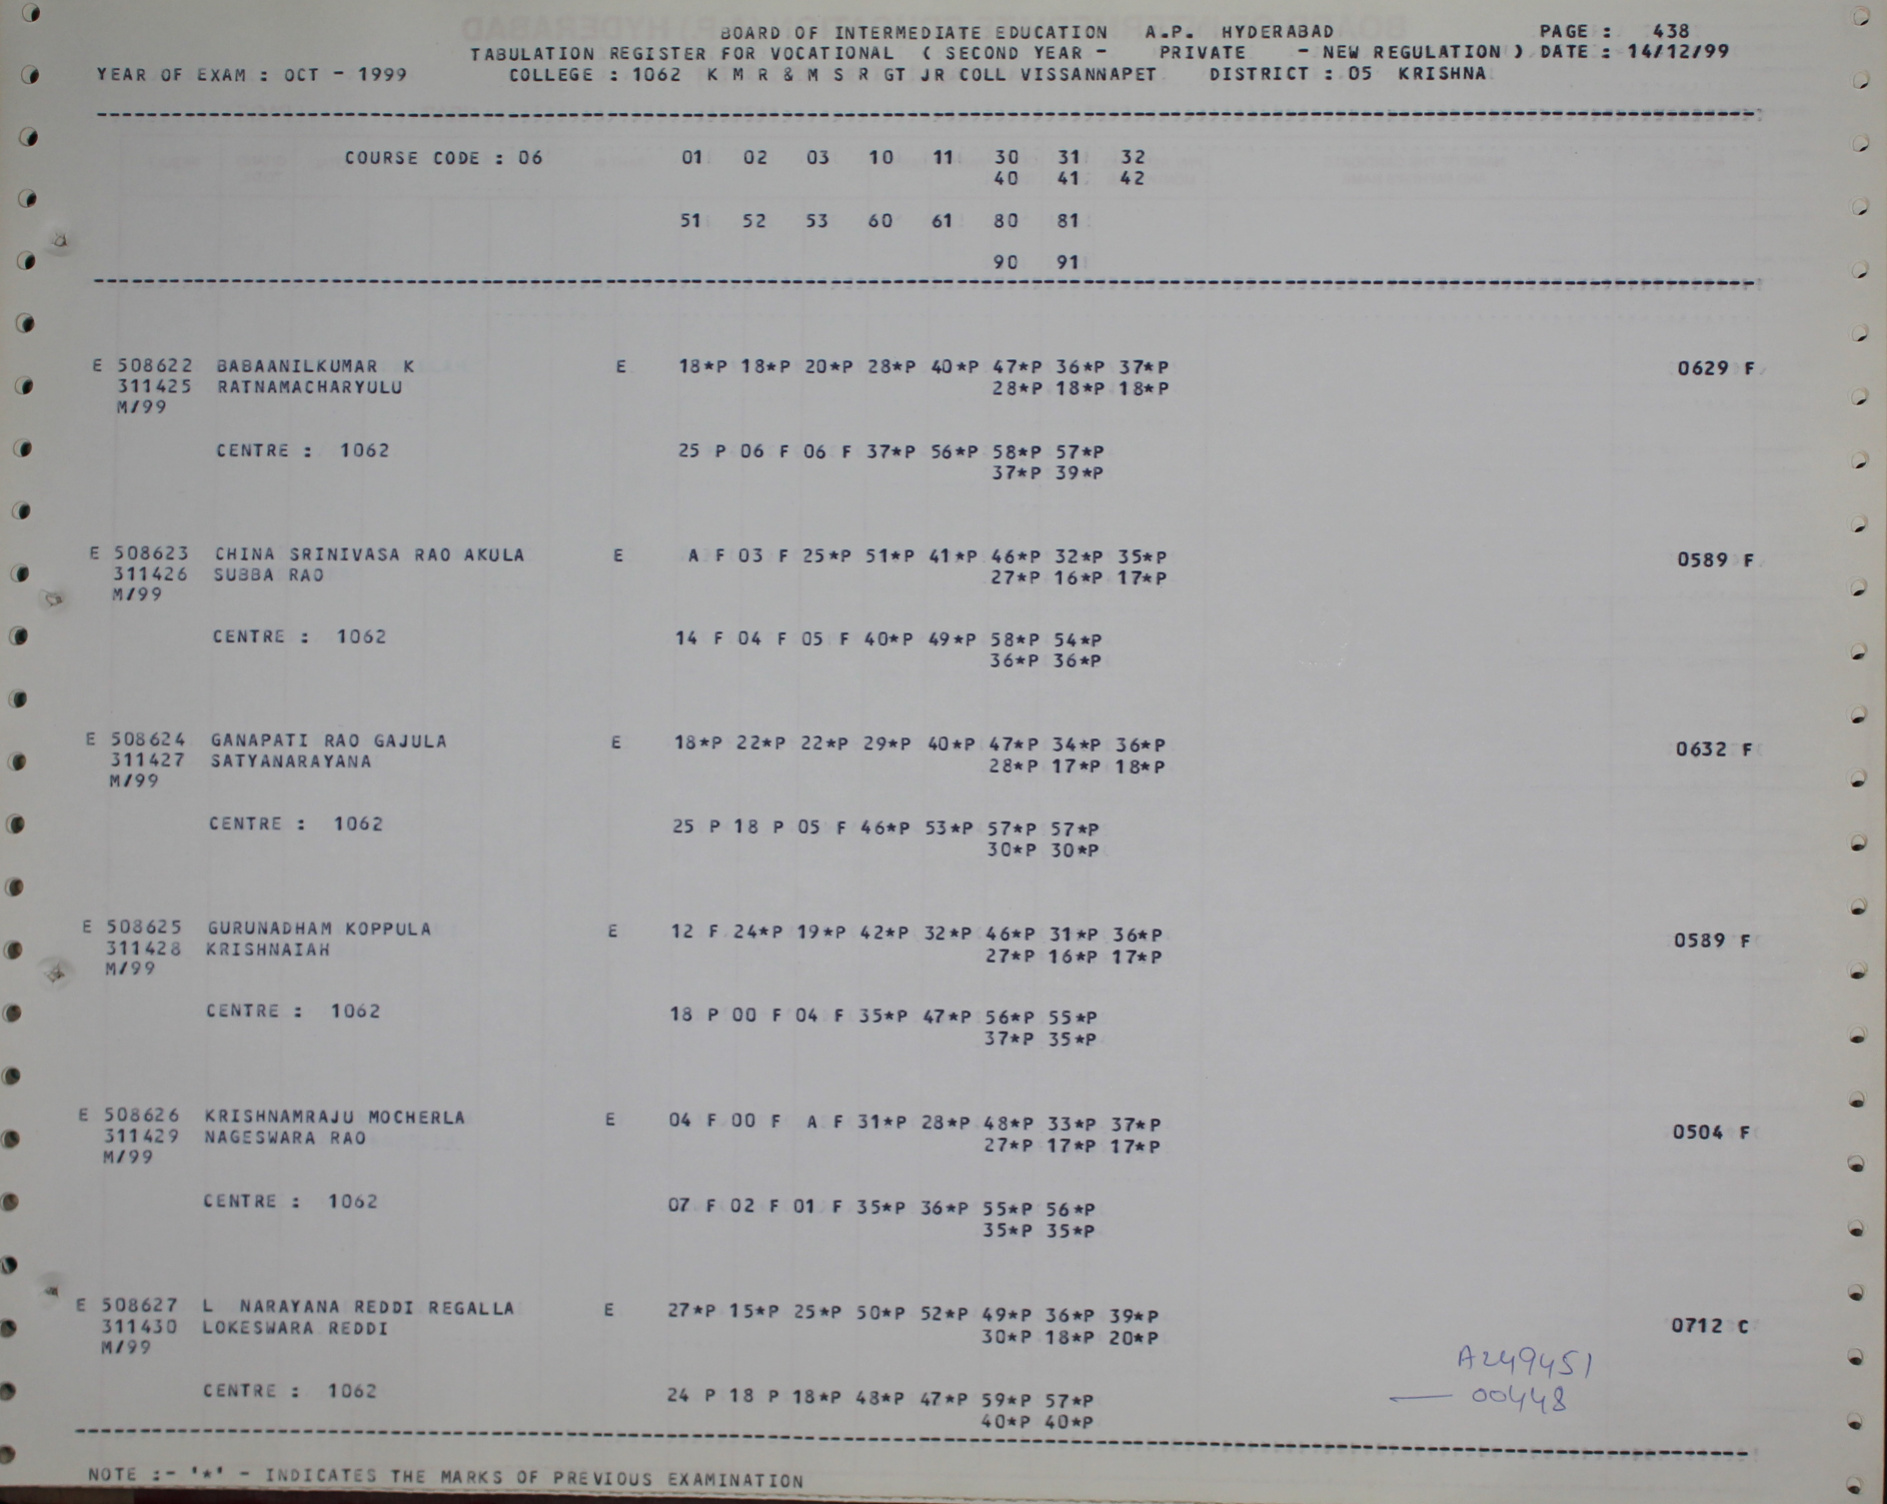 BOARD OF INTERMEDIATE EDUCATION A.P. HYDERABAD PAGE : 438
TABULATION REGISTER FOR VOCATIONAL ( SECOND YEAR - PRIVATE - NEW REGULATION ) DATE : 14/12/99
YEAR OF EXAM : OCT - 1999 COLLEGE : 1062 K M R & M S R GT JR COLL VISSANNAPET DISTRICT : 05 KRISHNA
COURSE CODE : 06 01 02 03 10 11 30 31 32
40 41 42
51 52 53 60 61 80 81
90 91
E 508622 BABAANILKUMAR K E 18*P 18*P 20*P 28*P 40*P 47*P 36*P 37*P 0629 F
311425 RATNAMACHARYULU 28*P 18*P 18*P
M/99
CENTRE : 1062 25 P 06 F 06 F 37*P 56*P 58*P 57*P
37*P 39*P
E 508623 CHINA SRINIVASA RAO AKULA E A F 03 F 25*P 51*P 41*P 46*P 32*P 35*P 0589 F
311426 SUBBA RAO 27*P 16*P 17*P
M/99
CENTRE : 1062 14 F 04 F 05 F 40*P 49*P 58*P 54*P
36*P 36*P
E 508624 GANAPATI RAO GAJULA E 18*P 22*P 22*P 29*P 40*P 47*P 34*P 36*P 0632 F
311427 SATYANARAYANA 28*P 17*P 18*P
M/99
CENTRE : 1062 25 P 18 P 05 F 46*P 53*P 57*P 57*P
30*P 30*P
E 508625 GURUNADHAM KOPPULA E 12 F 24*P 19*P 42*P 32*P 46*P 31*P 36*P 0589 F
311428 KRISHNAIAH 27*P 16*P 17*P
M/99
CENTRE : 1062 18 P 00 F 04 F 35*P 47*P 56*P 55*P
37*P 35*P
E 508626 KRISHNAMRAJU MOCHERLA E 04 F 00 F A F 31*P 28*P 48*P 33*P 37*P 0504 F
311429 NAGESWARA RAO 27*P 17*P 17*P
M/99
CENTRE : 1062 07 F 02 F 01 F 35*P 36*P 55*P 56*P
35*P 35*P
E 508627 L NARAYANA REDDI REGALLA E 27*P 15*P 25*P 50*P 52*P 49*P 36*P 39*P 0712 C
311430 LOKESWARA REDDI 30*P 18*P 20*P
M/99
A249451
CENTRE : 1062 24 P 18 P 18*P 48*P 47*P 59*P 57*P — 00448
40*P 40*P
NOTE :- '*' - INDICATES THE MARKS OF PREVIOUS EXAMINATION